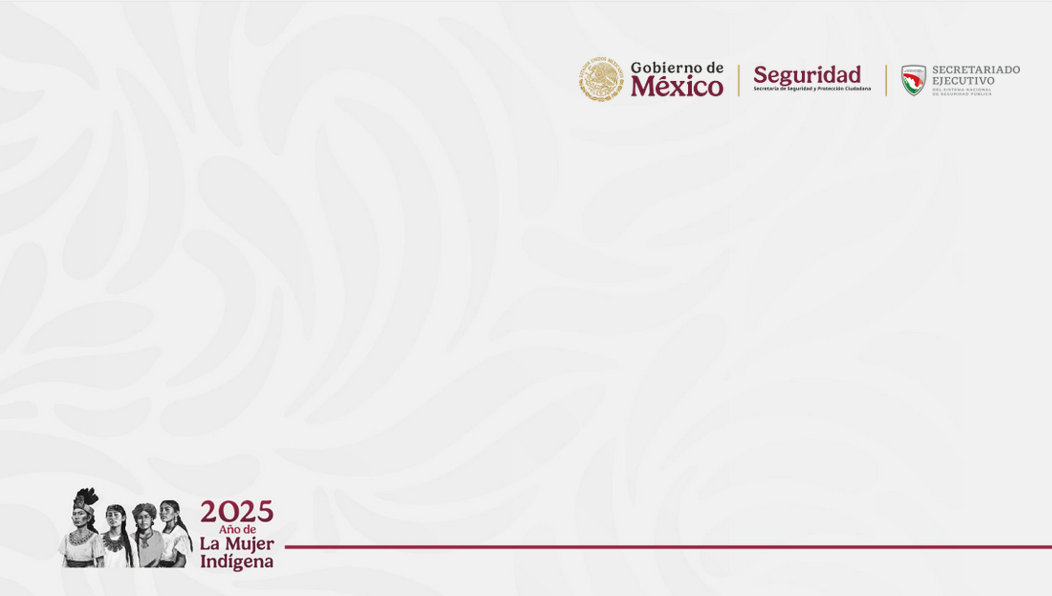 Gobierno de
México
Seguridad
Secretaría de Seguridad y Protección Ciudadana
SECRETARIADO
EJECUTIVO
DEL SISTEMA NACIONAL
DE SEGURIDAD PÚBLICA
2025
Año de
La Mujer
Indígena